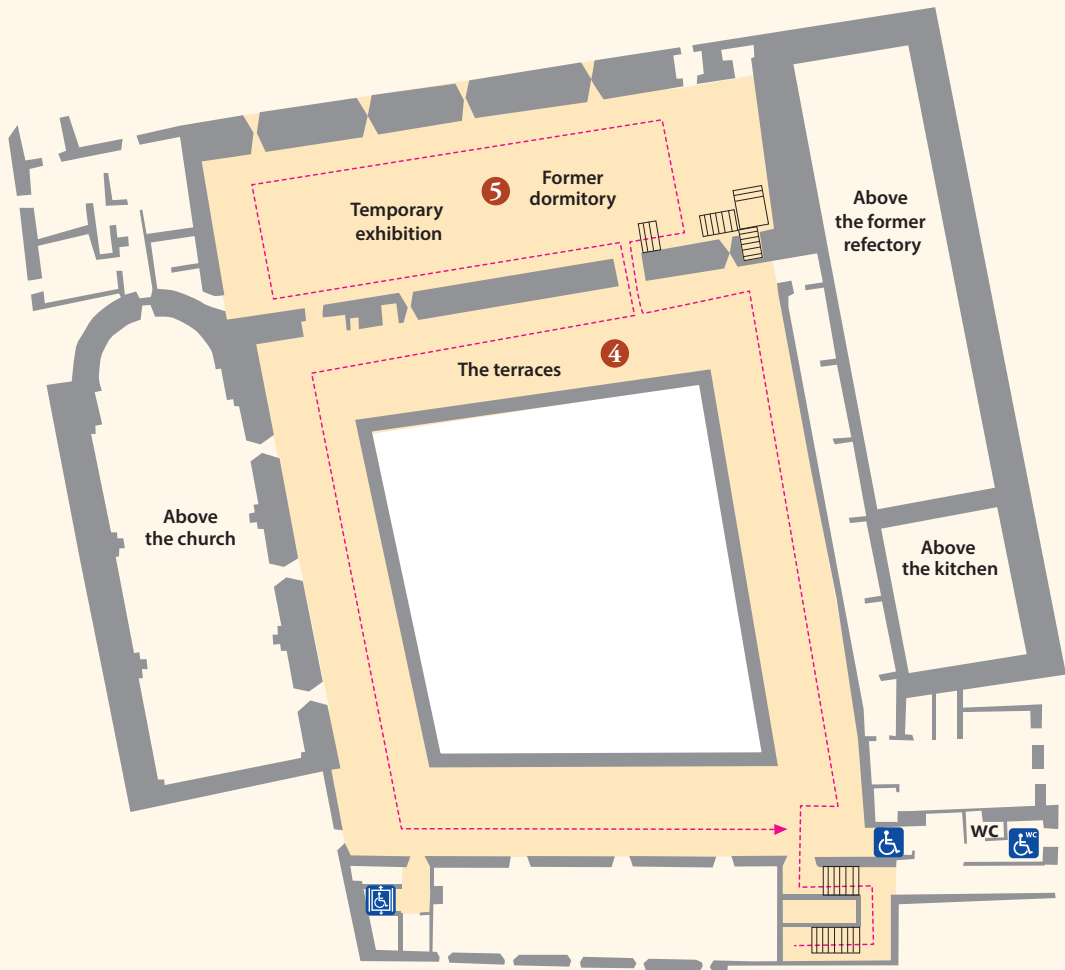 5
Former
dormitory
Temporary
exhibition
Above
the former
refectory
4
The terraces
Above
the church
Above
the kitchen
WC
WC